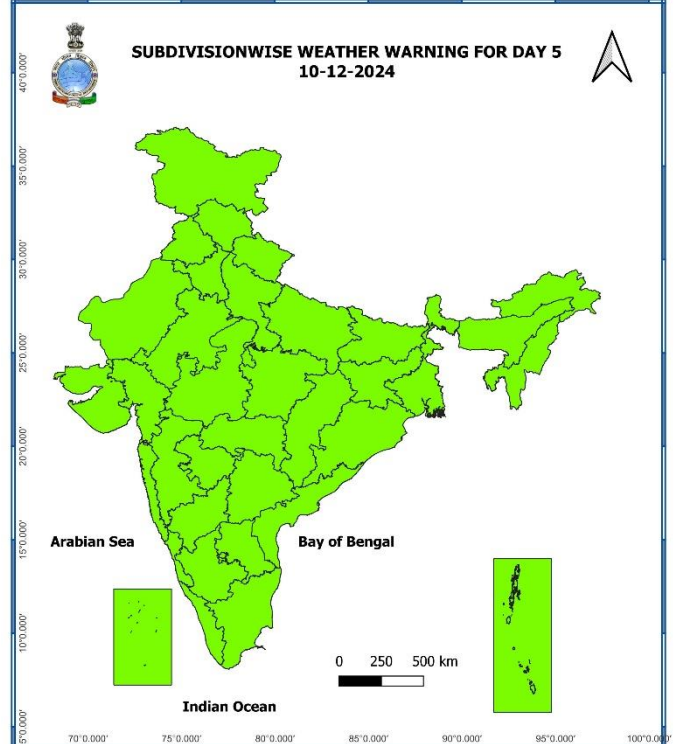 SUBDIVISIONWISE WEATHER WARNING FOR DAY 5
10-12-2024
40°0.000'
35°0.000'
30°0.000'
25°0.000'
20°0.000'
15°0.000'
10°0.000'
5°0.000'
Arabian Sea
Bay of Bengal
0 250 500 km
Indian Ocean
70°0.000' 75°0.000' 80°0.000' 85°0.000' 90°0.000' 95°0.000' 100°0.000'